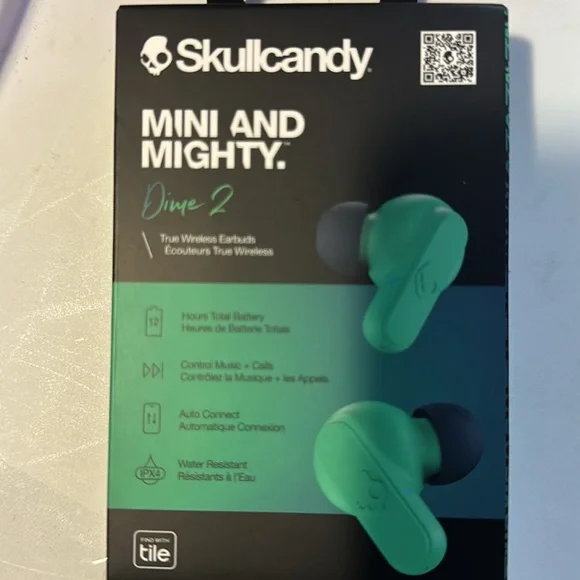 Skullcandy
MINI AND
MIGHTY.™
Dime 2
True Wireless Earbuds
Écouteurs True Wireless
12
Hours Total Battery
Heures de Batterie Totale
Control Music + Calls
Contrôlez la Musique + les Appels
Auto Connect
Automatique Connexion
IPX4
Water Resistant
Résistants à l'Eau
FIND WITH
tile